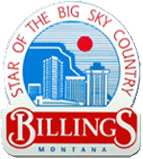 STAR OF THE BIG SKY COUNTRY
BILLINGS
MONTANA